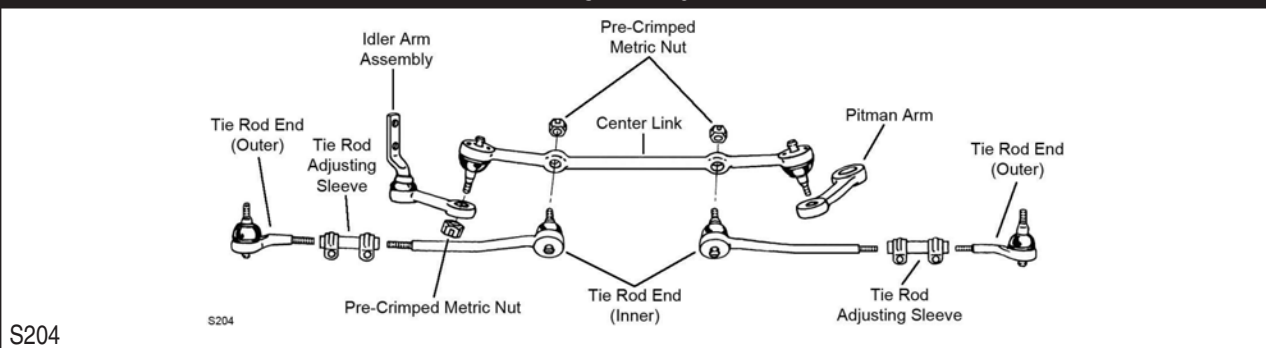 Pre-Crimped
Metric Nut
Idler Arm
Assembly
Center Link
Pitman Arm
Tie Rod End
(Outer)
Tie Rod
Adjusting
Sleeve
Tie Rod End
(Outer)
Pre-Crimped Metric Nut
Tie Rod End
(Inner)
Tie Rod
Adjusting Sleeve
S204
S204